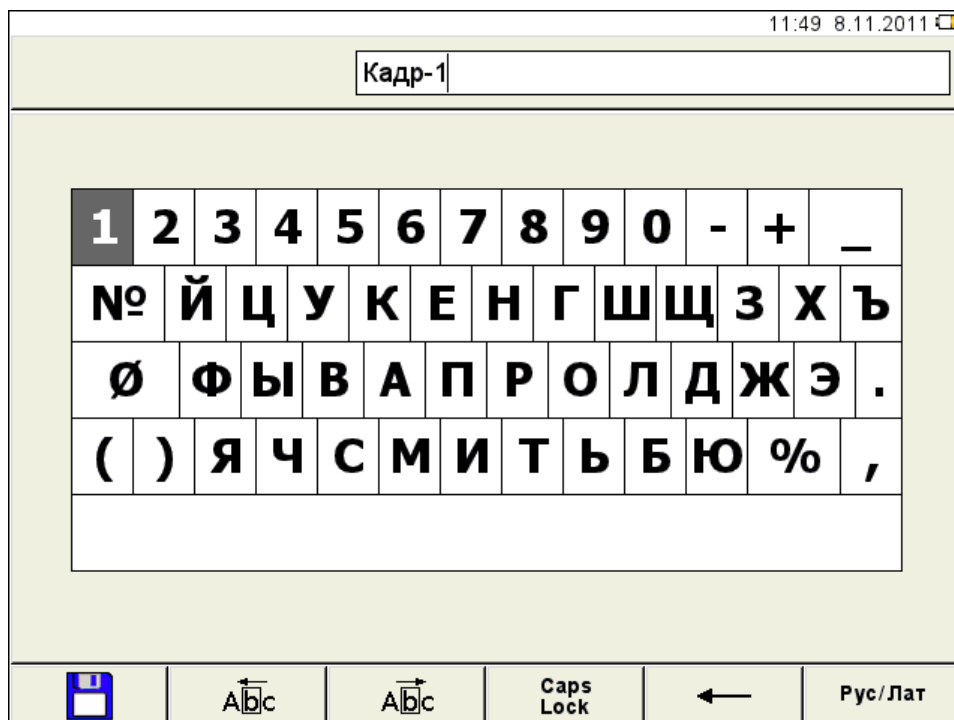 11:49 8.11.2011
Кадр-1
1 2 3 4 5 6 7 8 9 0 - + _
№ Й Ц У К Е Н Г Ш Щ З Х Ъ
Ø Ф Ы В А П Р О Л Д Ж Э .
( ) Я Ч С М И Т Ь Б Ю % ,
Abc Abc Caps Lock ← Рус/Лат